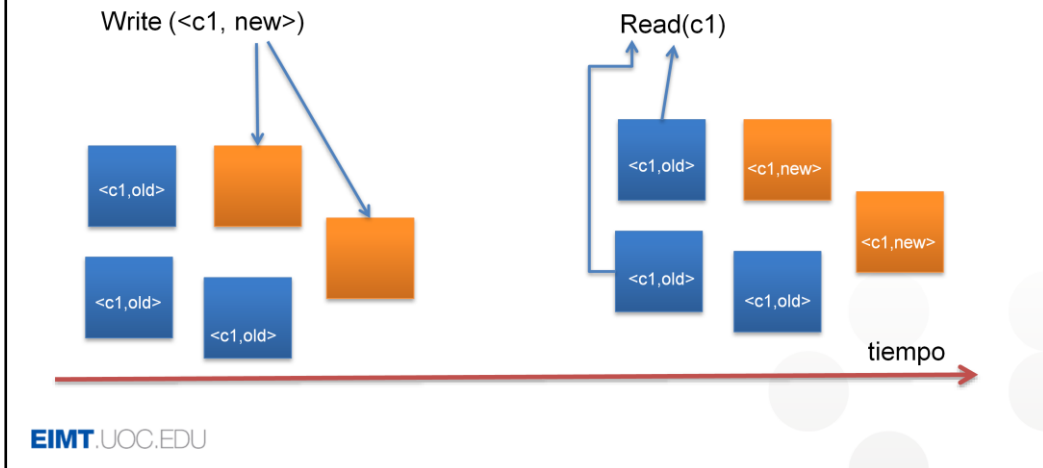 Write (<c1, new>)
Read(c1)
<c1,old>
<c1,old>
<c1,old>
<c1,old>
<c1,new>
<c1,new>
<c1,old>
<c1,old>
tiempo
EIMT.UOC.EDU